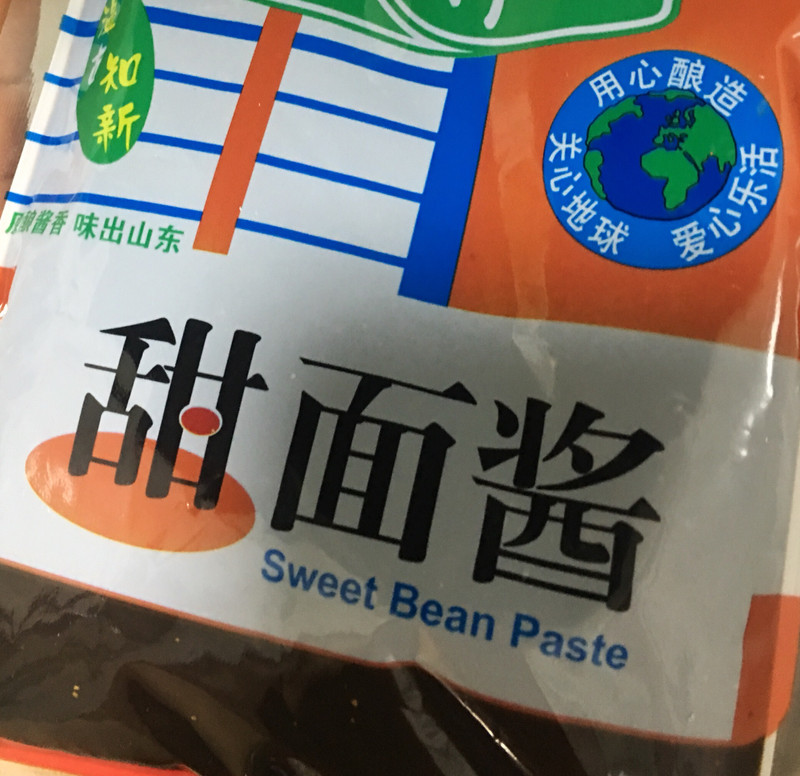 知
新
用心酿造
关心地球
爱心乐活
酿酱香 味出山东
甜面酱
Sweet Bean Paste